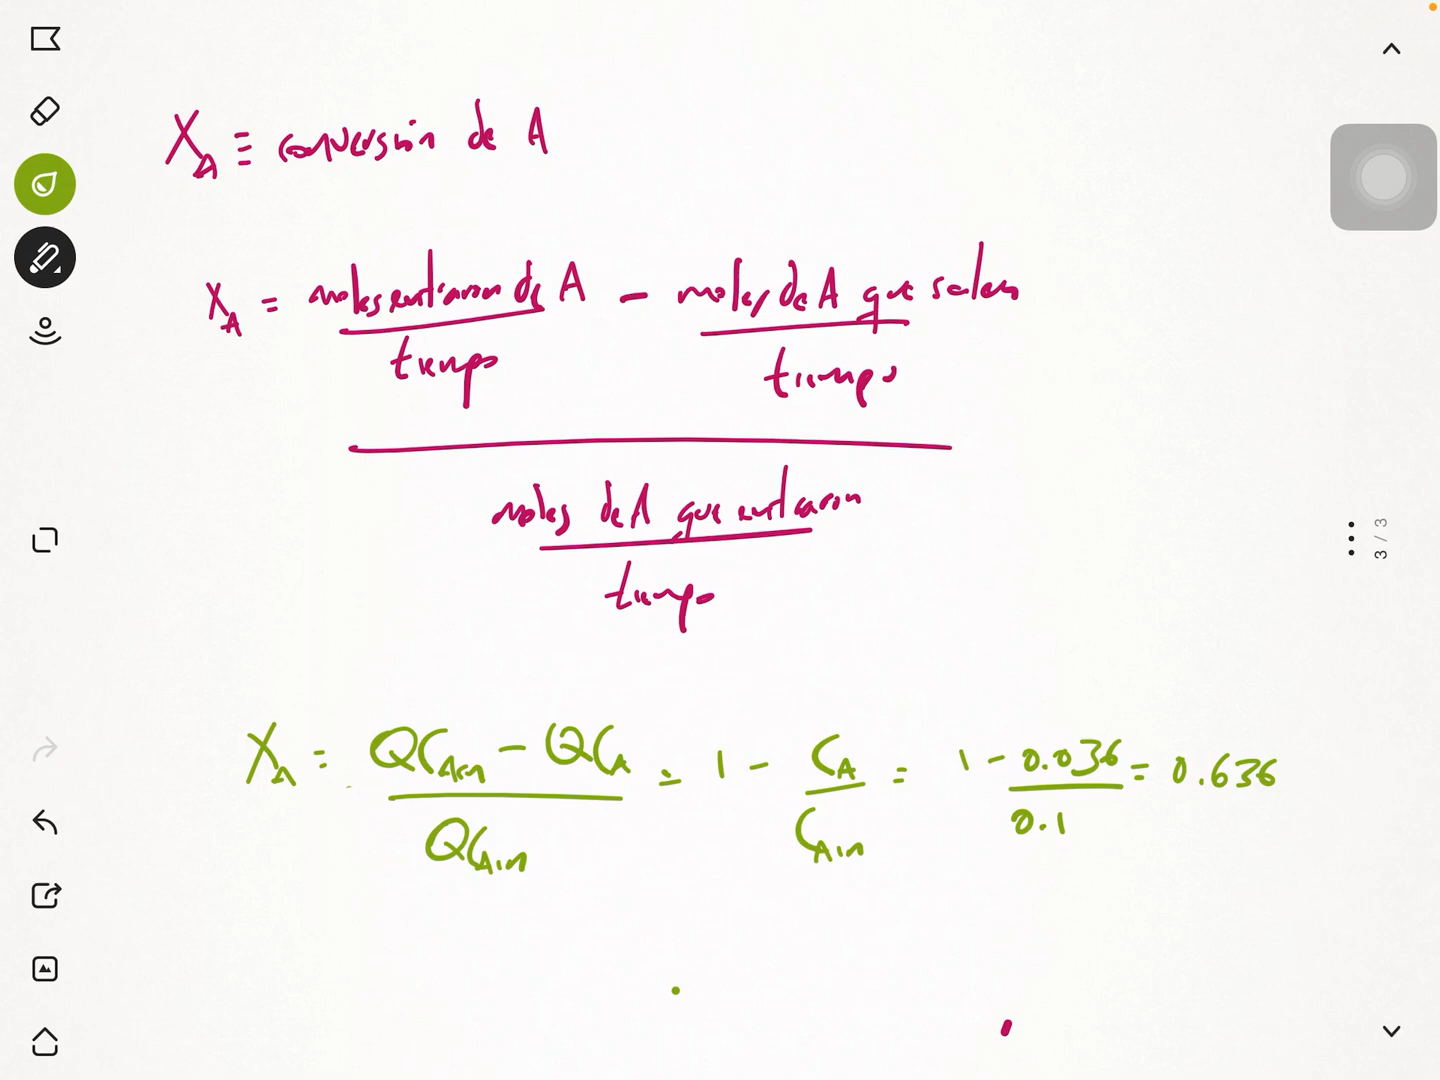 X_A ≡ conversión de A
X_A = moles entraron de A / tiempo − moles de A que salen / tiempo
moles de A que entraron / tiempo
X_A = (QC_Ain − QC_A) / QC_Ain = 1 − C_A / C_Ain = 1 − 0.036 / 0.1 = 0.636
3 / 3